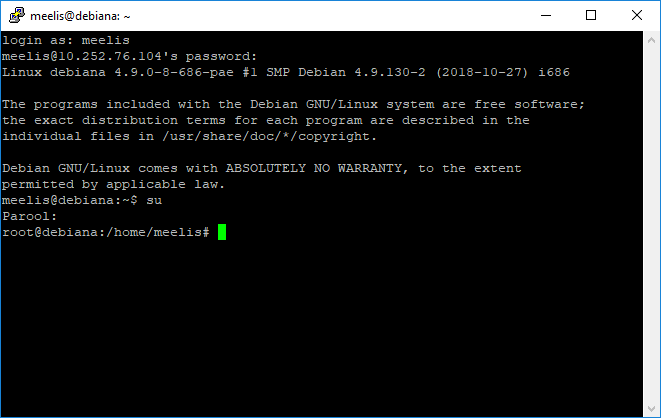 meelis@debiana: ~
login as: meelis
meelis@10.252.76.104's password:
Linux debiana 4.9.0-8-686-pae #1 SMP Debian 4.9.130-2 (2018-10-27) i686
The programs included with the Debian GNU/Linux system are free software;
the exact distribution terms for each program are described in the
individual files in /usr/share/doc/*/copyright.
Debian GNU/Linux comes with ABSOLUTELY NO WARRANTY, to the extent
permitted by applicable law.
meelis@debiana:~$ su
Parool:
root@debiana:/home/meelis#